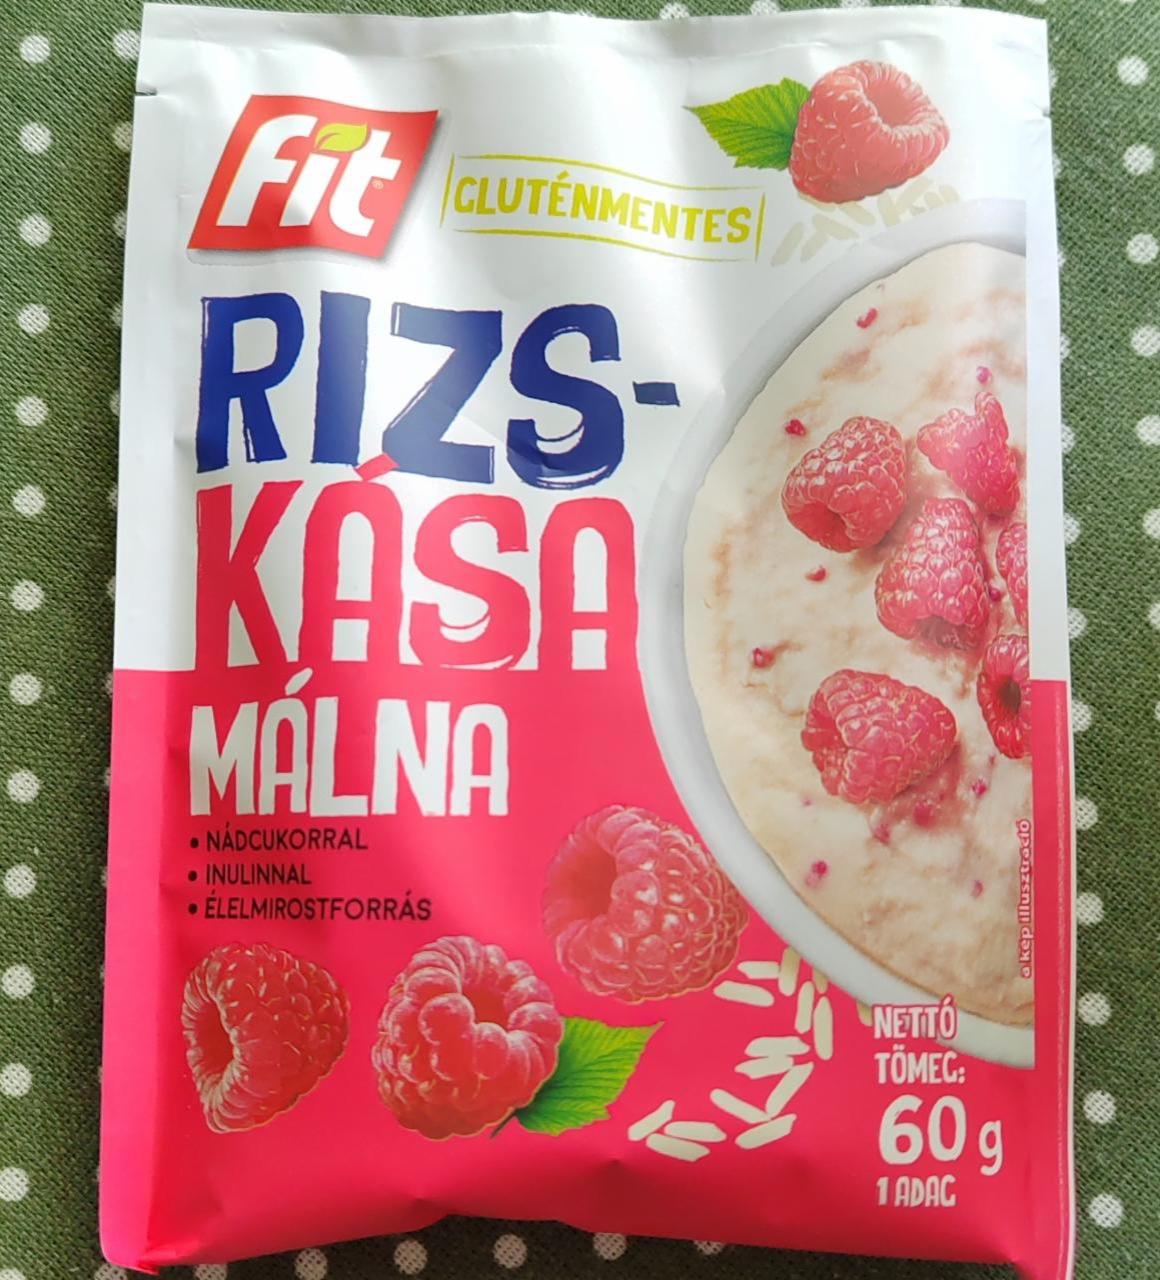 fit®
GLUTÉNMENTES
RIZS-
KÁSA
MÁLNA
• NÁDCUKORRAL
• INULINNAL
• ÉLELMIROSTFORRÁS
a kép illusztráció
NETTÓ
TÖMEG:
60 g
1 ADAG